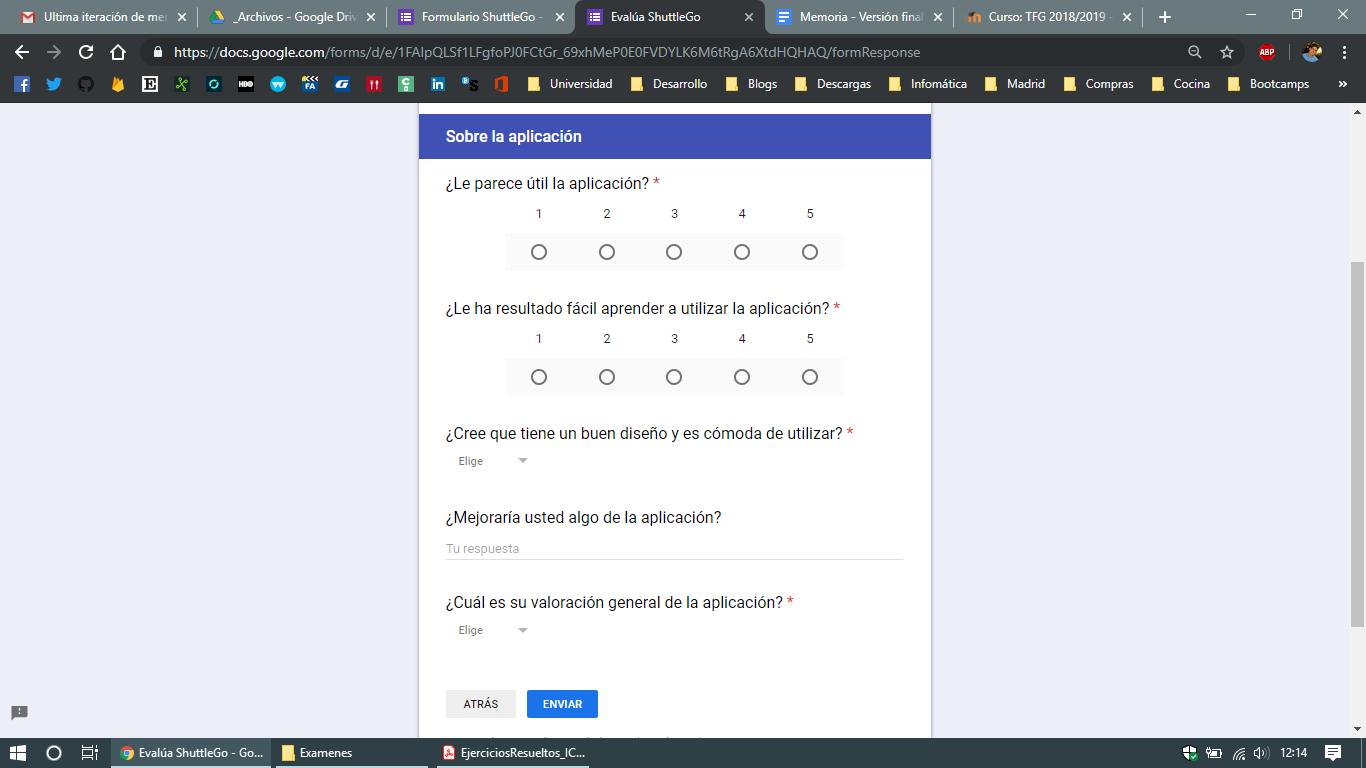 Ultima iteración de mer
_Archivos - Google Driv
Formulario ShuttleGo -
Evalúa ShuttleGo
Memoria - Versión final
Curso: TFG 2018/2019 -
https://docs.google.com/forms/d/e/1FAIpQLSf1LFgfoPJ0FCtGr_69xhMeP0E0FVDYLK6M6tRgA6XtdHQHAQ/formResponse
ABP
HBO
FA
Universidad
Desarrollo
Blogs
Descargas
Infomática
Madrid
Compras
Cocina
Bootcamps
»
Sobre la aplicación
¿Le parece útil la aplicación? *
1 2 3 4 5
¿Le ha resultado fácil aprender a utilizar la aplicación? *
1 2 3 4 5
¿Cree que tiene un buen diseño y es cómoda de utilizar? *
Elige
¿Mejoraría usted algo de la aplicación?
Tu respuesta
¿Cuál es su valoración general de la aplicación? *
Elige
ATRÁS
ENVIAR
Evalúa ShuttleGo - Go...
Examenes
EjerciciosResueltos_IC...
12:14